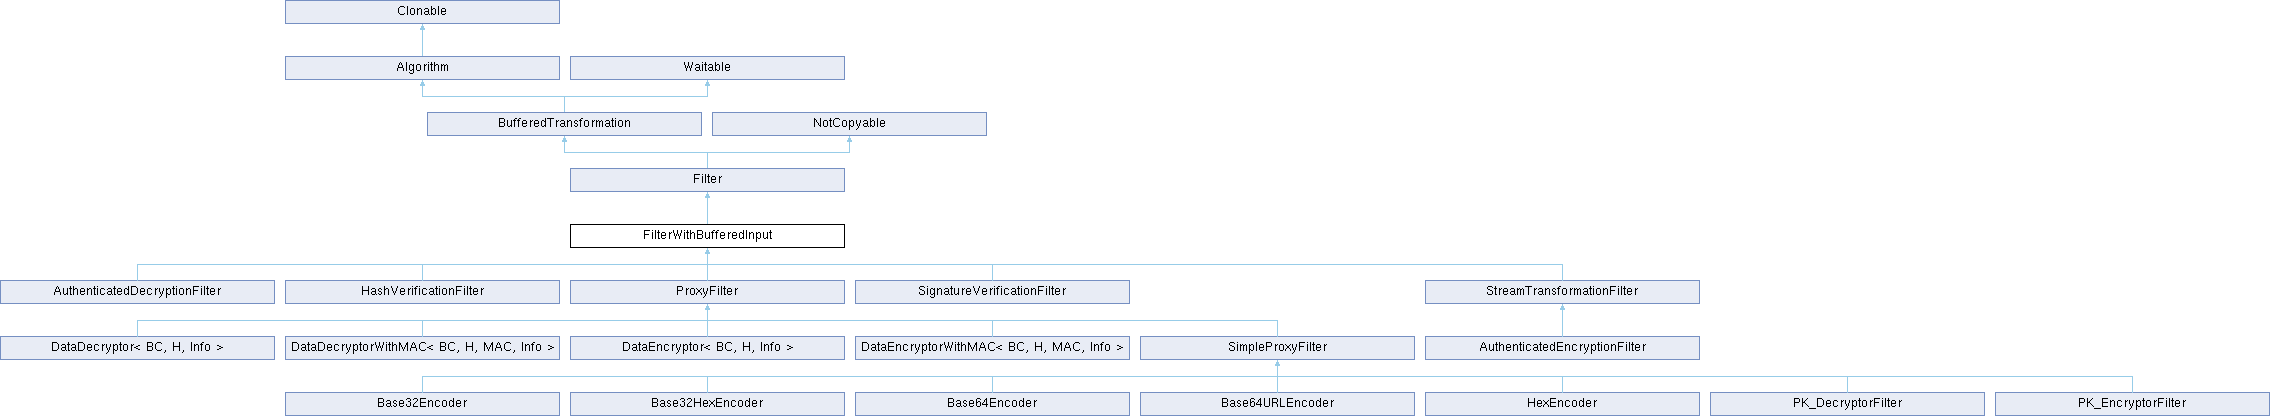 Clonable
Algorithm
Waitable
BufferedTransformation
NotCopyable
Filter
FilterWithBufferedInput
AuthenticatedDecryptionFilter
HashVerificationFilter
ProxyFilter
SignatureVerificationFilter
StreamTransformationFilter
DataDecryptor< BC, H, Info >
DataDecryptorWithMAC< BC, H, MAC, Info >
DataEncryptor< BC, H, Info >
DataEncryptorWithMAC< BC, H, MAC, Info >
SimpleProxyFilter
AuthenticatedEncryptionFilter
Base32Encoder
Base32HexEncoder
Base64Encoder
Base64URLEncoder
HexEncoder
PK_DecryptorFilter
PK_EncryptorFilter